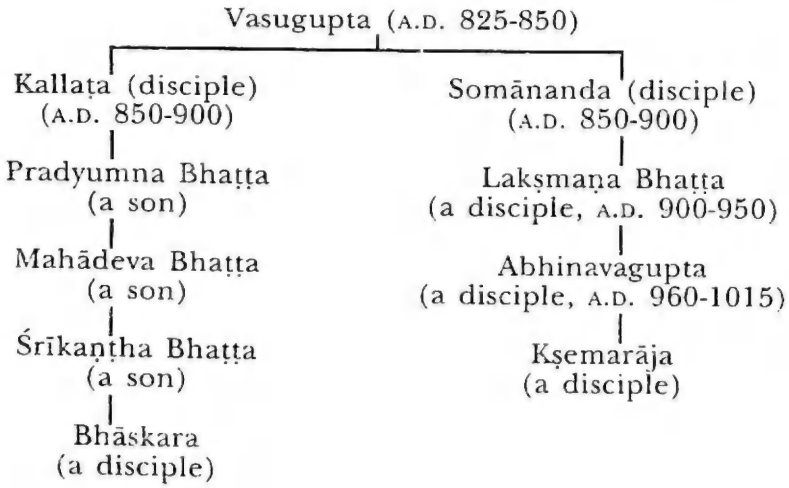 Vasugupta (A.D. 825-850)
Kallaṭa (disciple)
(A.D. 850-900)
Pradyumna Bhaṭṭa
(a son)
Mahādeva Bhaṭṭa
(a son)
Śrīkaṇṭha Bhaṭṭa
(a son)
Bhāskara
(a disciple)
Somānanda (disciple)
(A.D. 850-900)
Lakṣmaṇa Bhaṭṭa
(a disciple, A.D. 900-950)
Abhinavagupta
(a disciple, A.D. 960-1015)
Kṣemarāja
(a disciple)